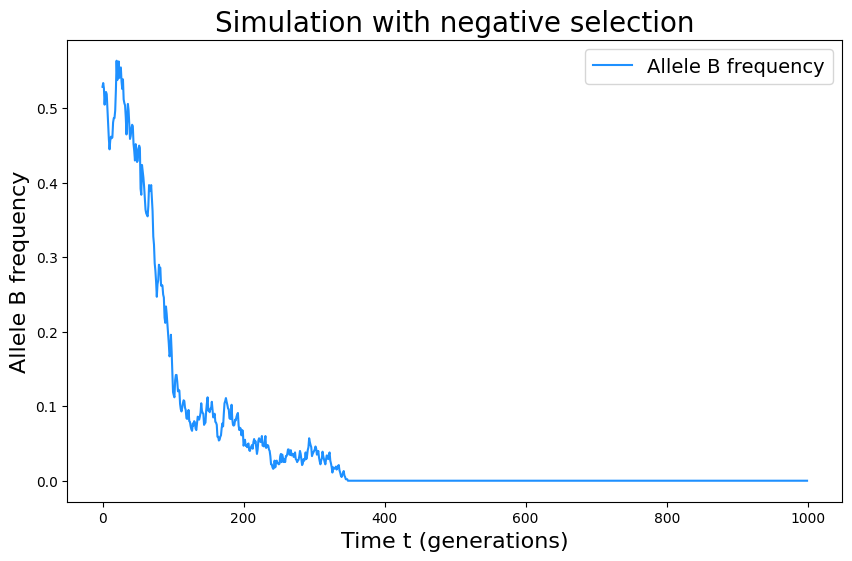 Simulation with negative selection
Allele B frequency
Allele B frequency
0.5
0.4
0.3
0.2
0.1
0.0
0 200 400 600 800 1000
Time t (generations)